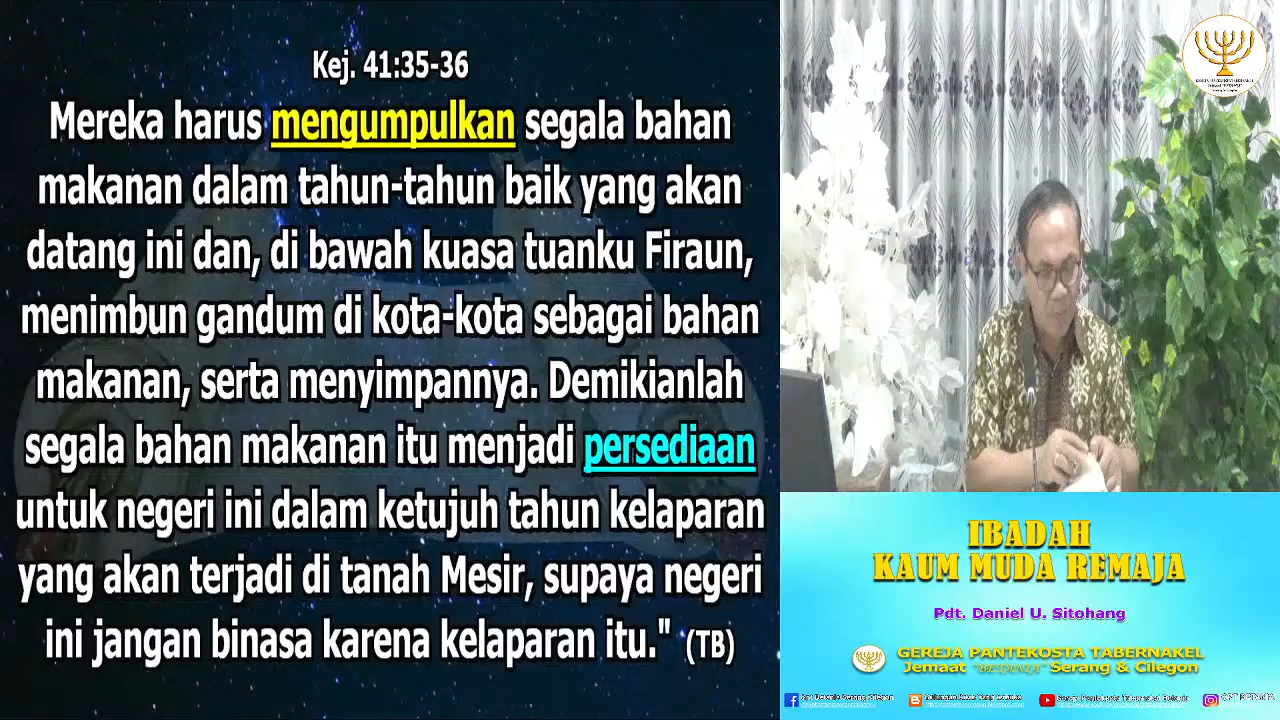 Kej. 41:35-36
Mereka harus mengumpulkan segala bahan
makanan dalam tahun-tahun baik yang akan
datang ini dan, di bawah kuasa tuanku Firaun,
menimbun gandum di kota-kota sebagai bahan
makanan, serta menyimpannya. Demikianlah
segala bahan makanan itu menjadi persediaan
untuk negeri ini dalam ketujuh tahun kelaparan
yang akan terjadi di tanah Mesir, supaya negeri
ini jangan binasa karena kelaparan itu." (TB)
IBADAH
KAUM MUDA REMAJA
Pdt. Daniel U. Sitohang
GEREJA PANTEKOSTA TABERNAKEL
Jemaat "BETANIA" Serang & Cilegon